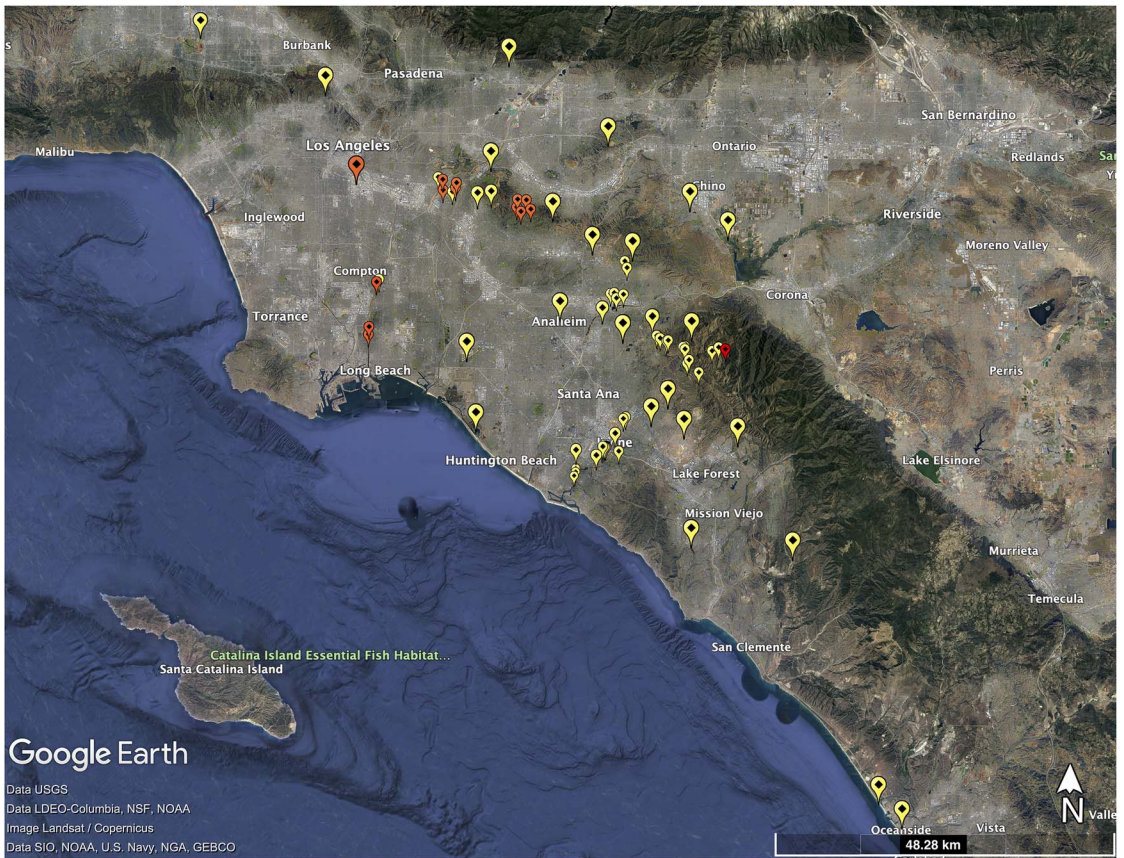 s
Burbank
Pasadena
San Bernardino
Los Angeles
Ontario
Malibu
Redlands
Sar
Chino
Inglewood
Riverside
Moreno Valley
Compton
Corona
Torrance
Anaheim
Long Beach
Perris
Santa Ana
Huntington Beach
Lake Forest
Lake Elsinore
Mission Viejo
Murrieta
Temecula
San Clemente
Catalina Island Essential Fish Habitat...
Santa Catalina Island
Google Earth
Data USGS
Data LDEO-Columbia, NSF, NOAA
Image Landsat / Copernicus
Data SIO, NOAA, U.S. Navy, NGA, GEBCO
N
Valle
Oceanside
Vista
48.28 km